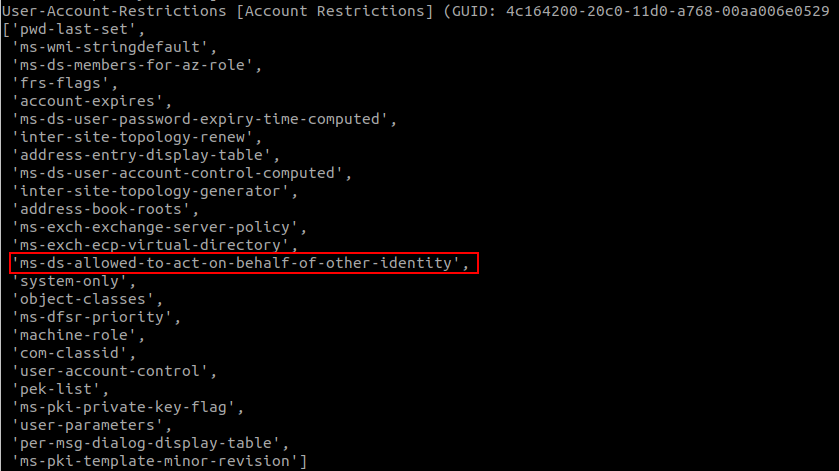 User-Account-Restrictions [Account Restrictions] (GUID: 4c164200-20c0-11d0-a768-00aa006e0529
['pwd-last-set',
'ms-wmi-stringdefault',
'ms-ds-members-for-az-role',
'frs-flags',
'account-expires',
'ms-ds-user-password-expiry-time-computed',
'inter-site-topology-renew',
'address-entry-display-table',
'ms-ds-user-account-control-computed',
'inter-site-topology-generator',
'address-book-roots',
'ms-exch-exchange-server-policy',
'ms-exch-ecp-virtual-directory',
'ms-ds-allowed-to-act-on-behalf-of-other-identity',
'system-only',
'object-classes',
'ms-dfsr-priority',
'machine-role',
'com-classid',
'user-account-control',
'pek-list',
'ms-pki-private-key-flag',
'user-parameters',
'per-msg-dialog-display-table',
'ms-pki-template-minor-revision']